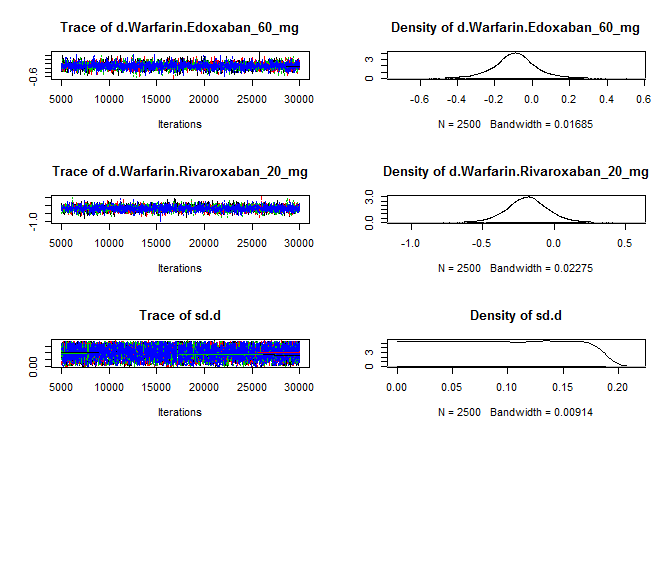 Trace of d.Warfarin.Edoxaban_60_mg
-0.6
5000 10000 15000 20000 25000 30000
Iterations
Density of d.Warfarin.Edoxaban_60_mg
0 3
-0.6 -0.4 -0.2 0.0 0.2 0.4 0.6
N = 2500 Bandwidth = 0.01685
Trace of d.Warfarin.Rivaroxaban_20_mg
-1.0
5000 10000 15000 20000 25000 30000
Iterations
Density of d.Warfarin.Rivaroxaban_20_mg
0.0 3.0
-1.0 -0.5 0.0 0.5
N = 2500 Bandwidth = 0.02275
Trace of sd.d
0.00
5000 10000 15000 20000 25000 30000
Iterations
Density of sd.d
0 3
0.00 0.05 0.10 0.15 0.20
N = 2500 Bandwidth = 0.00914